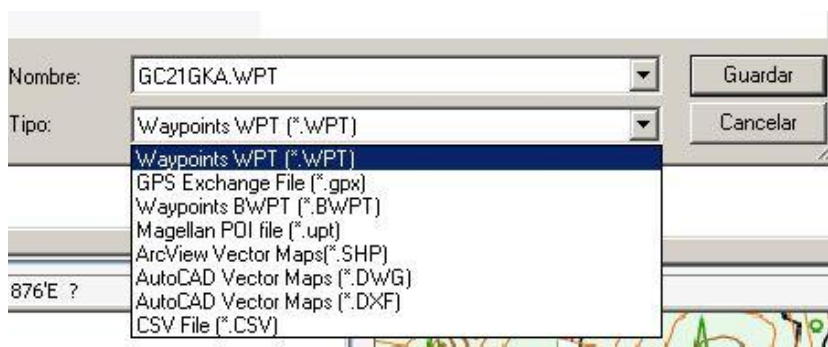 Nombre: GC21GKA.WPT Guardar
Tipo: Waypoints WPT (*.WPT) Cancelar
Waypoints WPT (*.WPT)
GPS Exchange File (*.gpx)
Waypoints BWPT (*.BWPT)
Magellan POI file (*.upt)
ArcView Vector Maps(*.SHP)
AutoCAD Vector Maps (*.DWG)
876'E ?
AutoCAD Vector Maps (*.DXF)
CSV File (*.CSV)